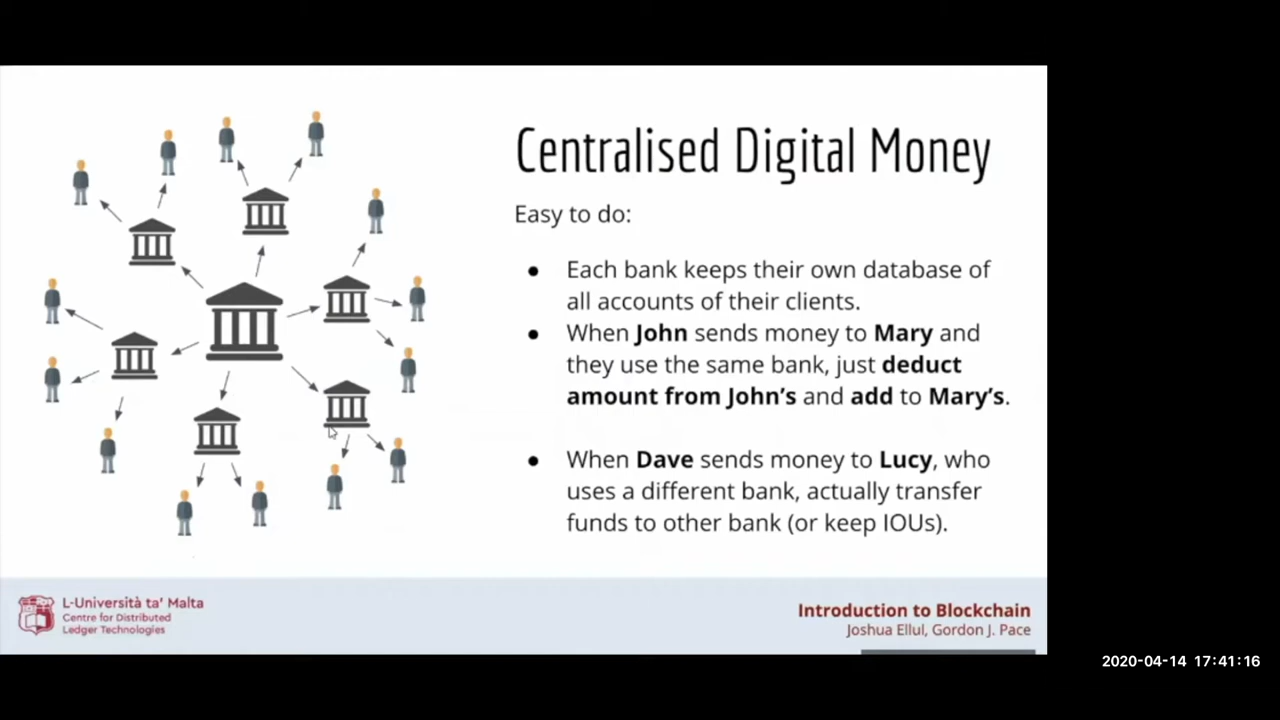 Centralised Digital Money
Easy to do:
● Each bank keeps their own database of
all accounts of their clients.
● When John sends money to Mary and
they use the same bank, just deduct
amount from John's and add to Mary's.
● When Dave sends money to Lucy, who
uses a different bank, actually transfer
funds to other bank (or keep IOUs).
L-Università ta' Malta
Centre for Distributed
Ledger Technologies
Introduction to Blockchain
Joshua Ellul, Gordon J. Pace
2020-04-14 17:41:16